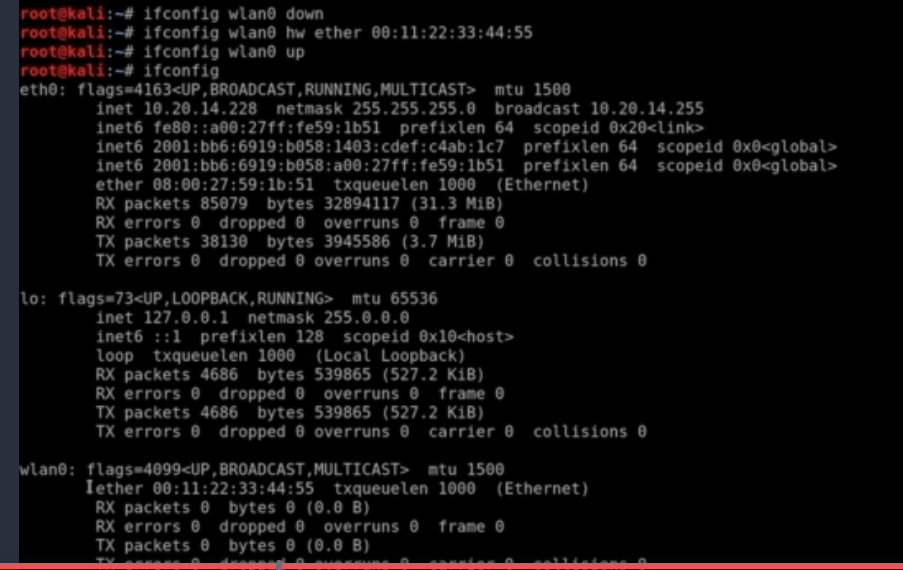 root@kali:~# ifconfig wlan0 down
root@kali:~# ifconfig wlan0 hw ether 00:11:22:33:44:55
root@kali:~# ifconfig wlan0 up
root@kali:~# ifconfig
eth0: flags=4163<UP,BROADCAST,RUNNING,MULTICAST>  mtu 1500
        inet 10.20.14.228  netmask 255.255.255.0  broadcast 10.20.14.255
        inet6 fe80::a00:27ff:fe59:1b51  prefixlen 64  scopeid 0x20<link>
        inet6 2001:bb6:6919:b058:1403:cdef:c4ab:1c7  prefixlen 64  scopeid 0x0<global>
        inet6 2001:bb6:6919:b058:a00:27ff:fe59:1b51  prefixlen 64  scopeid 0x0<global>
        ether 08:00:27:59:1b:51  txqueuelen 1000  (Ethernet)
        RX packets 85079  bytes 32894117 (31.3 MiB)
        RX errors 0  dropped 0  overruns 0  frame 0
        TX packets 38130  bytes 3945586 (3.7 MiB)
        TX errors 0  dropped 0 overruns 0  carrier 0  collisions 0
lo: flags=73<UP,LOOPBACK,RUNNING>  mtu 65536
        inet 127.0.0.1  netmask 255.0.0.0
        inet6 ::1  prefixlen 128  scopeid 0x10<host>
        loop  txqueuelen 1000  (Local Loopback)
        RX packets 4686  bytes 539865 (527.2 KiB)
        RX errors 0  dropped 0  overruns 0  frame 0
        TX packets 4686  bytes 539865 (527.2 KiB)
        TX errors 0  dropped 0 overruns 0  carrier 0  collisions 0
wlan0: flags=4099<UP,BROADCAST,MULTICAST>  mtu 1500
        ether 00:11:22:33:44:55  txqueuelen 1000  (Ethernet)
        RX packets 0  bytes 0 (0.0 B)
        RX errors 0  dropped 0  overruns 0  frame 0
        TX packets 0  bytes 0 (0.0 B)
        TX errors 0  dropped 0 overruns 0  carrier 0  collisions 0